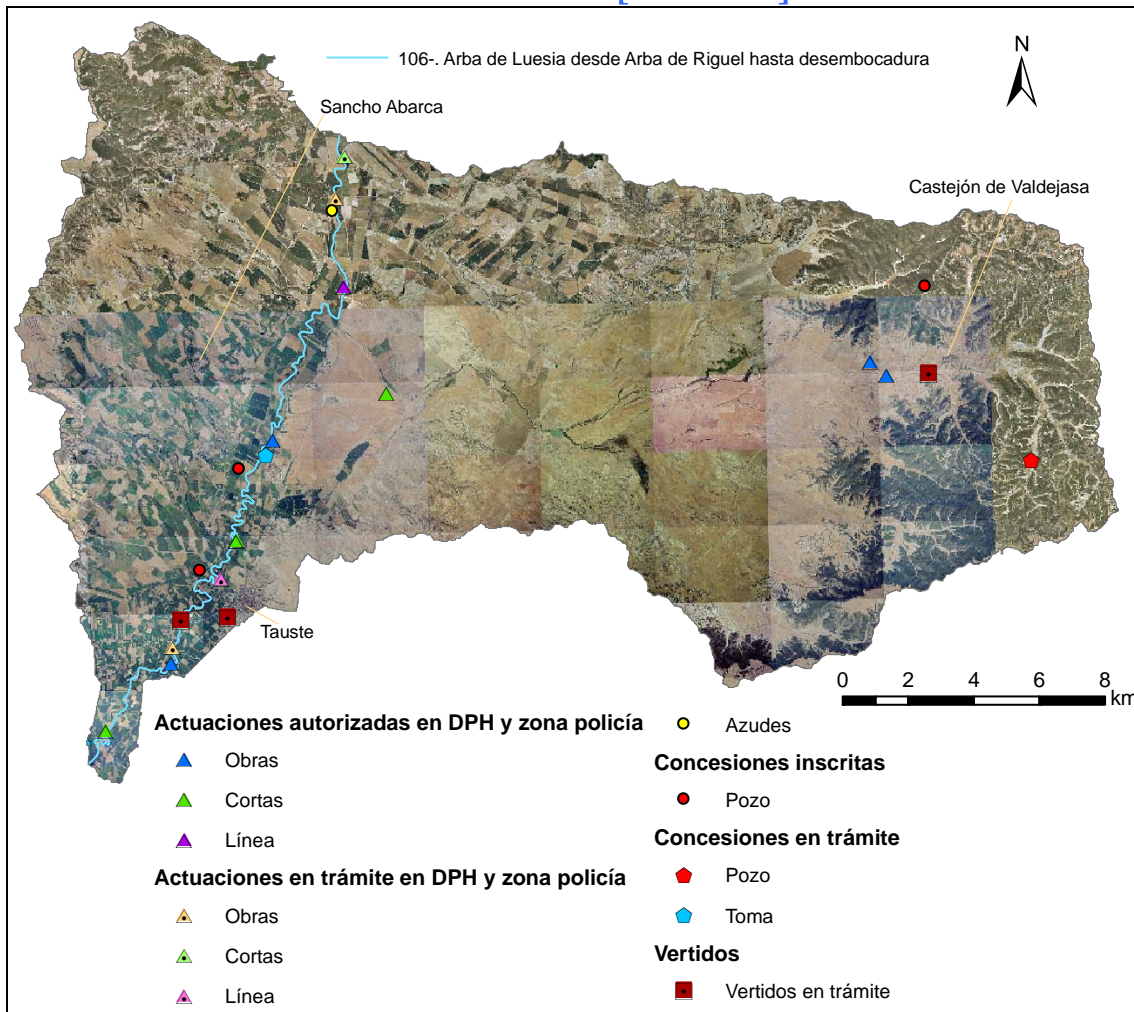 106-. Arba de Luesia desde Arba de Riguel hasta desembocadura
N
Sancho Abarca
Castejón de Valdejasa
Tauste
0 2 4 6 8
km
Actuaciones autorizadas en DPH y zona policía
Obras
Cortas
Línea
Actuaciones en trámite en DPH y zona policía
Obras
Cortas
Línea
Azudes
Concesiones inscritas
Pozo
Concesiones en trámite
Pozo
Toma
Vertidos
Vertidos en trámite